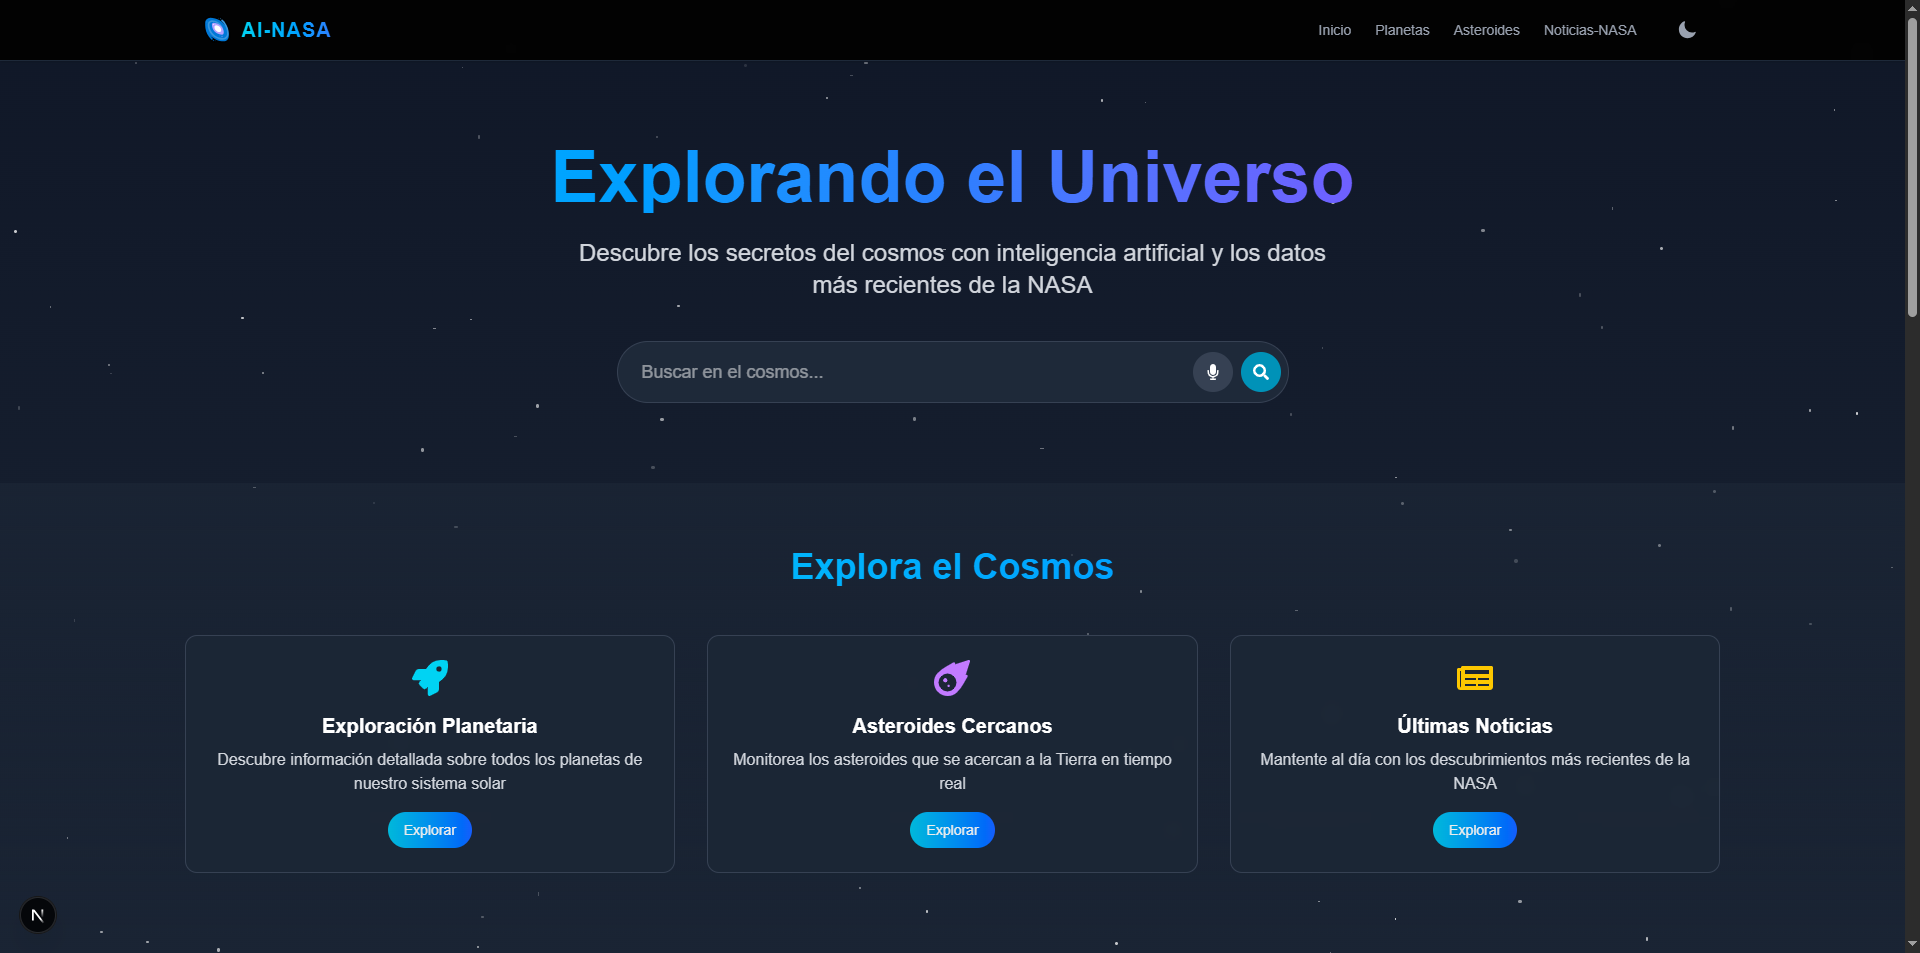 AI-NASA
Inicio
Planetas
Asteroides
Noticias-NASA
Explorando el Universo
Descubre los secretos del cosmos con inteligencia artificial y los datos
más recientes de la NASA
Buscar en el cosmos...
Explora el Cosmos
Exploración Planetaria
Descubre información detallada sobre todos los planetas de
nuestro sistema solar
Explorar
Asteroides Cercanos
Monitorea los asteroides que se acercan a la Tierra en tiempo
real
Explorar
Últimas Noticias
Mantente al día con los descubrimientos más recientes de la
NASA
Explorar
N